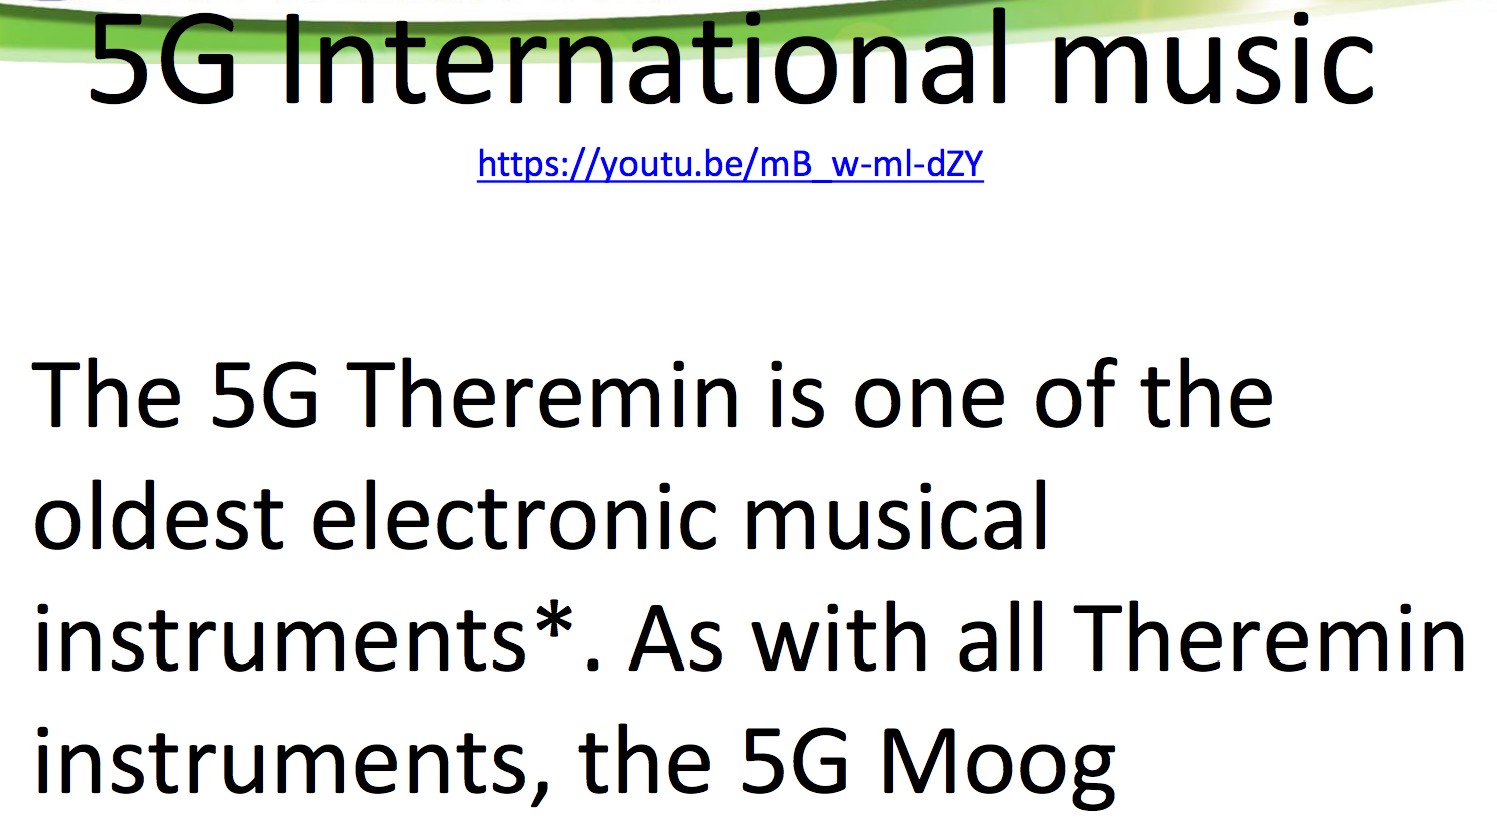 5G International music
https://youtu.be/mB_w-ml-dZY
The 5G Theremin is one of the
oldest electronic musical
instruments*. As with all Theremin
instruments, the 5G Moog